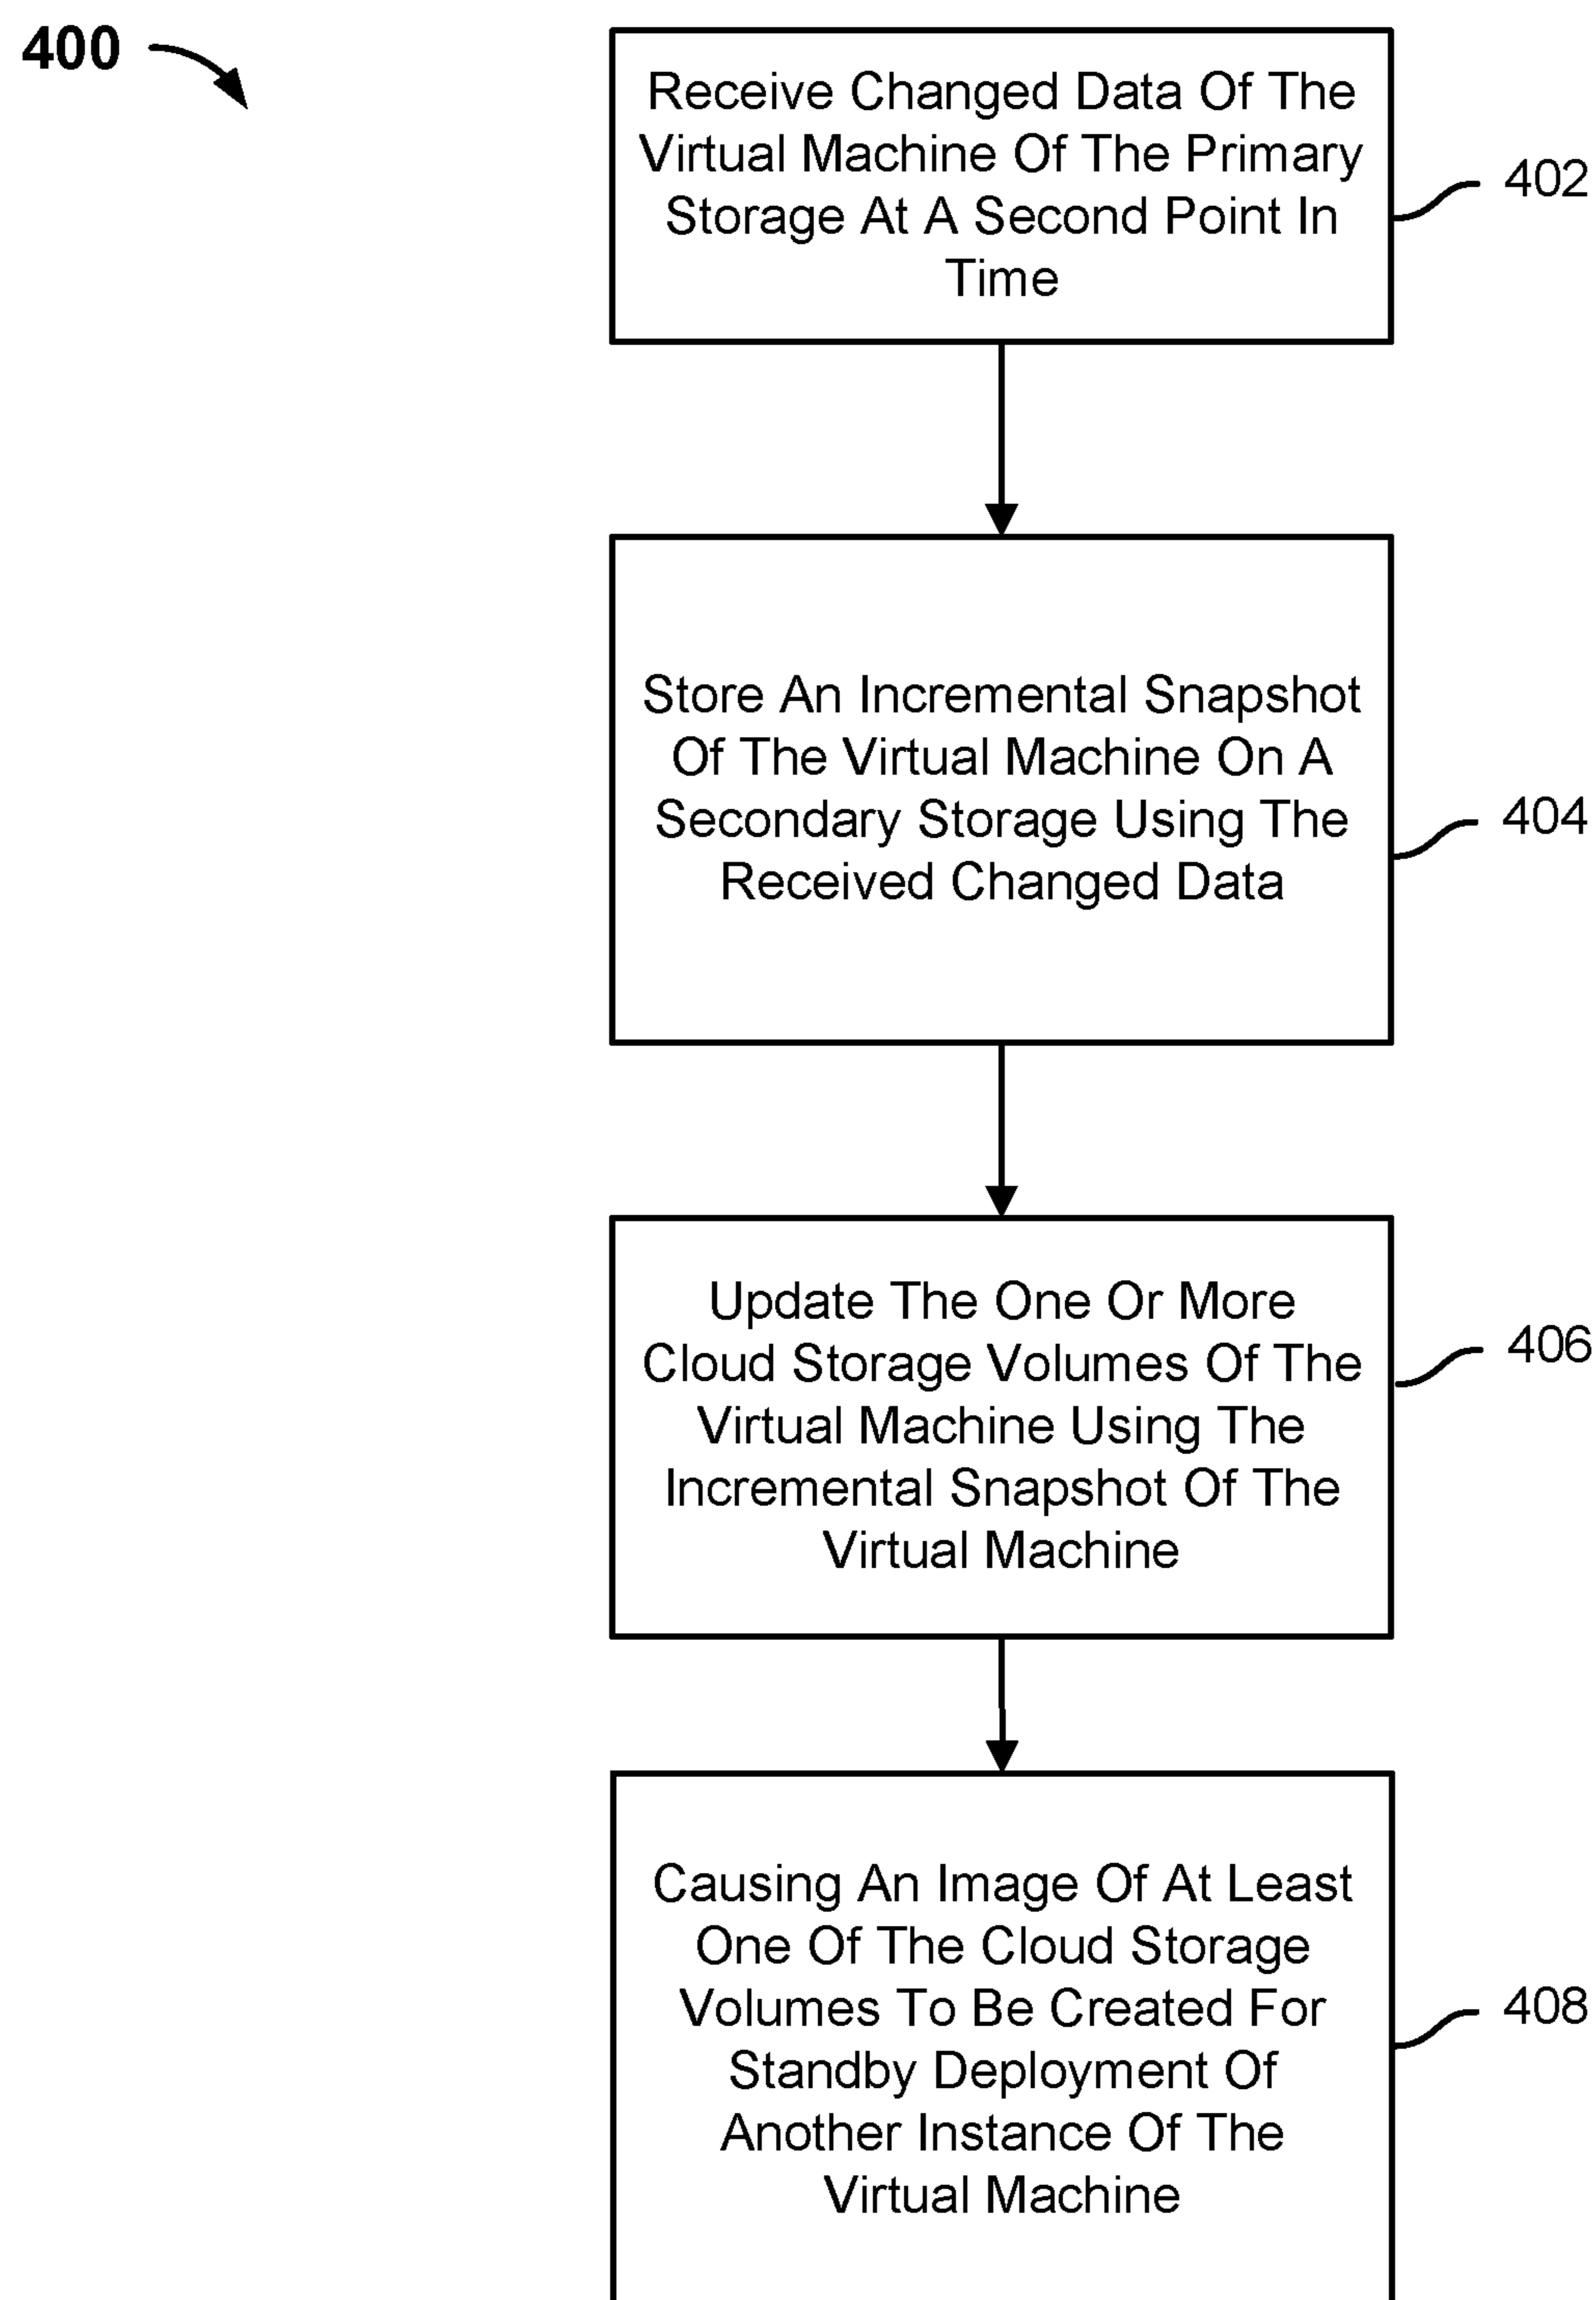 400
Receive Changed Data Of The
Virtual Machine Of The Primary
Storage At A Second Point In
Time
402
Store An Incremental Snapshot
Of The Virtual Machine On A
Secondary Storage Using The
Received Changed Data
404
Update The One Or More
Cloud Storage Volumes Of The
Virtual Machine Using The
Incremental Snapshot Of The
Virtual Machine
406
Causing An Image Of At Least
One Of The Cloud Storage
Volumes To Be Created For
Standby Deployment Of
Another Instance Of The
Virtual Machine
408